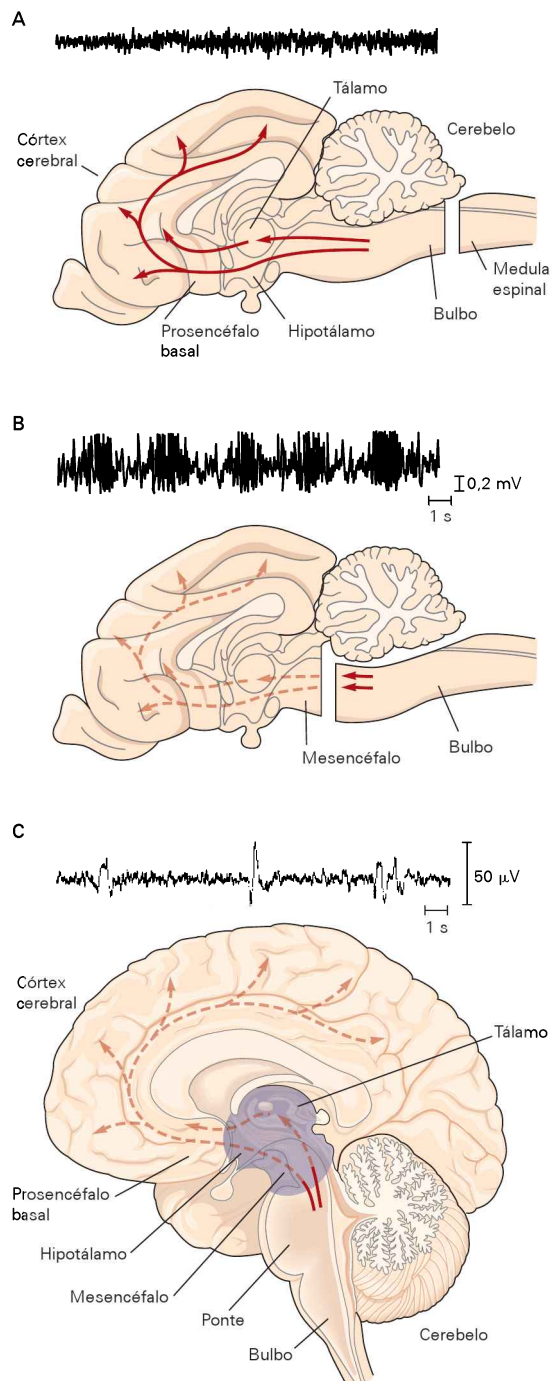 A
Tálamo
Cerebelo
Córtex
cerebral
Medula
espinal
Bulbo
Prosencéfalo
basal
Hipotálamo
B
0,2 mV
1 s
Mesencéfalo
Bulbo
C
50 μV
1 s
Córtex
cerebral
Tálamo
Prosencéfalo
basal
Hipotálamo
Mesencéfalo
Ponte
Bulbo
Cerebelo